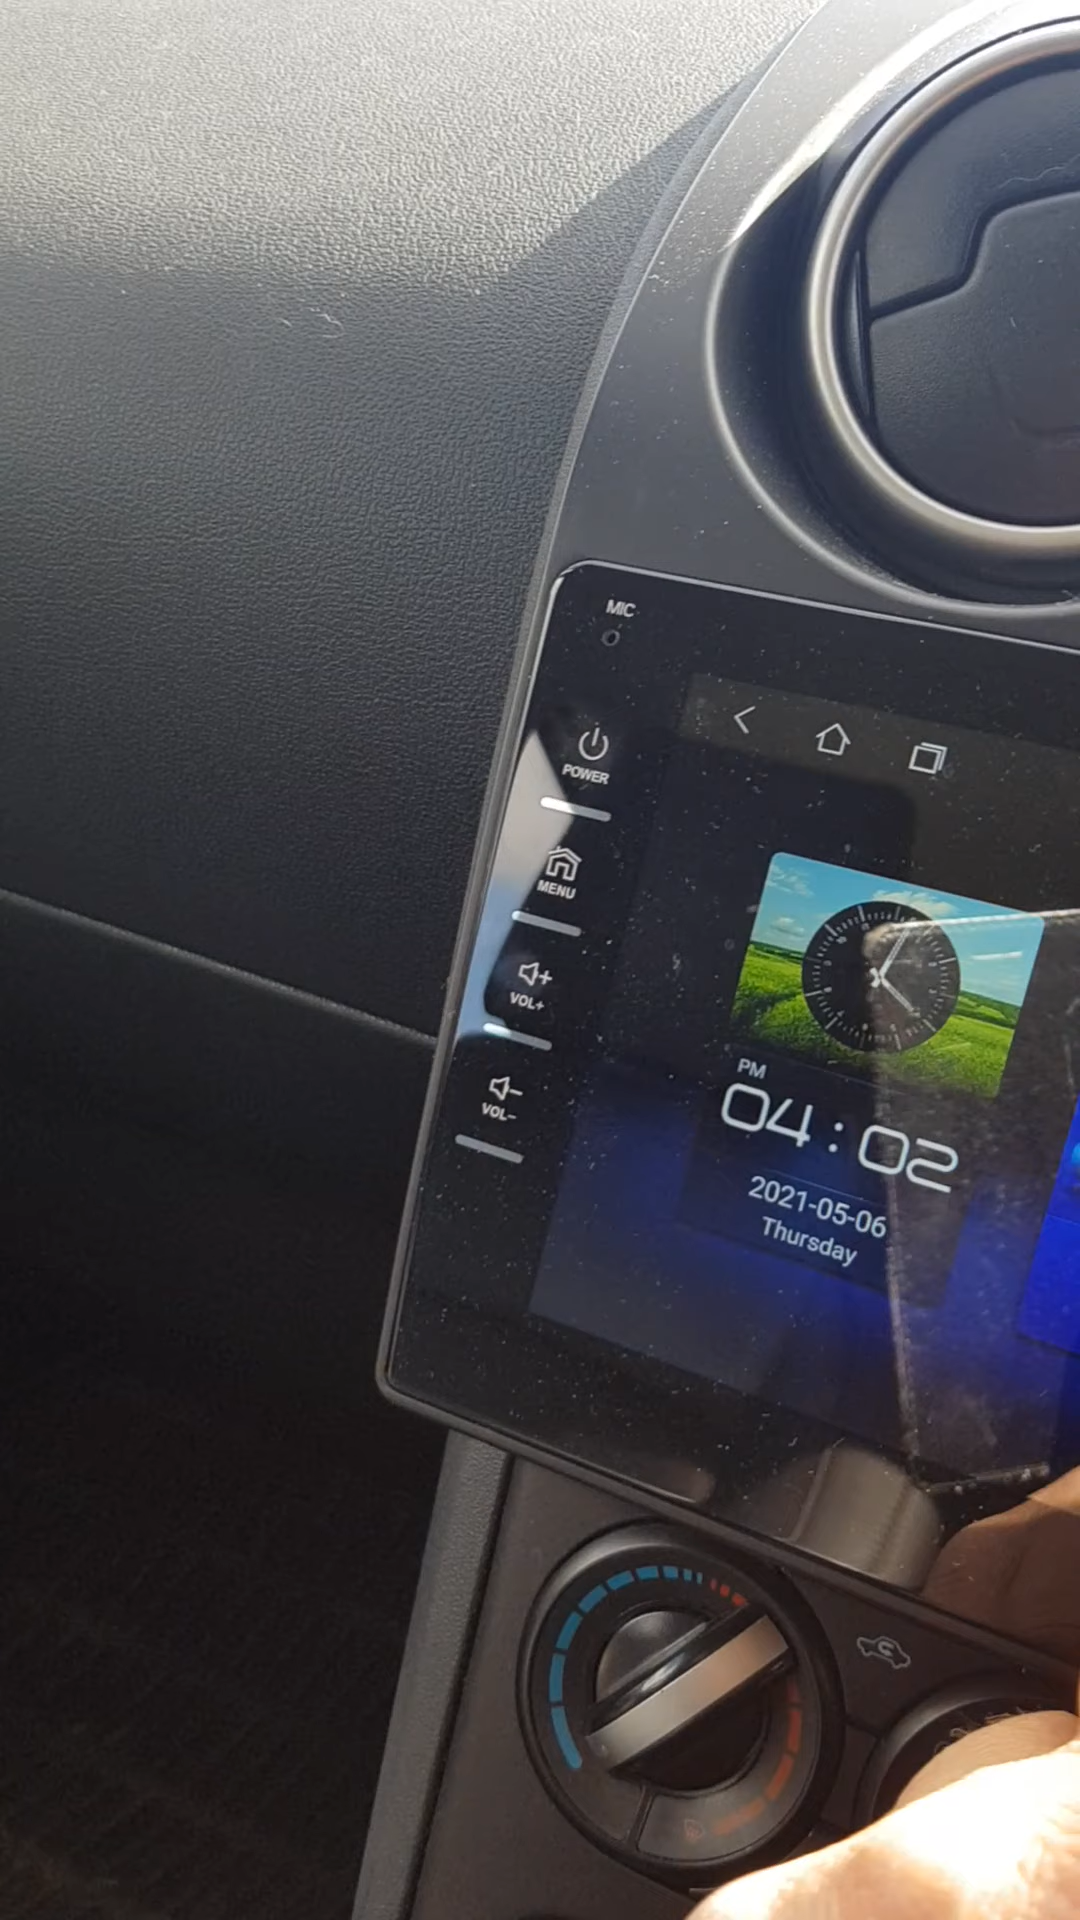 MIC
POWER
MENU
VOL+
VOL-
PM
04:02
2021-05-06
Thursday